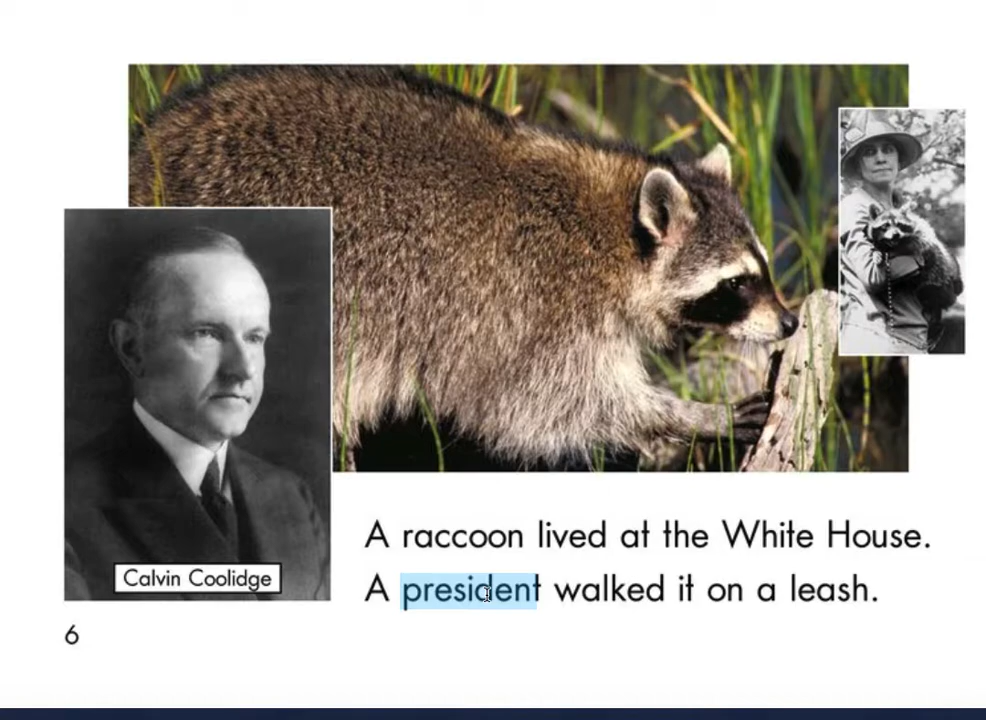 Calvin Coolidge
A raccoon lived at the White House.
A president walked it on a leash.
6